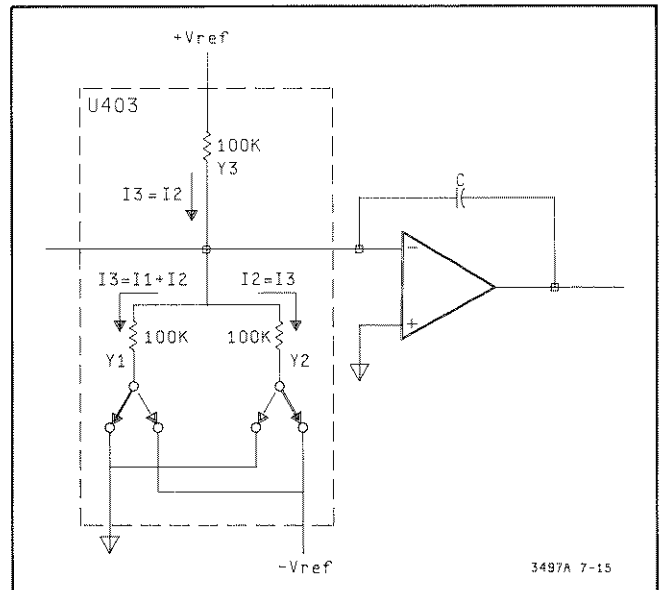 +Vref
U403
100K
Y3
I3=I2
C
I3=I1+I2
I2=I3
100K
100K
Y1
Y2
−
+
-Vref
3497A 7-15